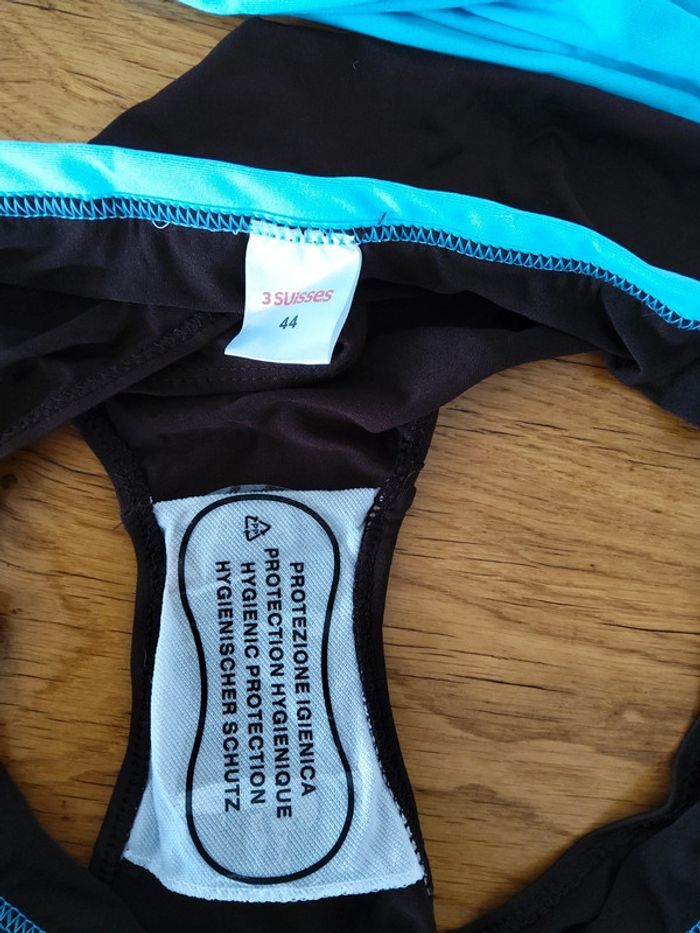 3 SUISSES
44
PROTEZIONE IGIENICA
PROTECTION HYGIENIQUE
HYGIENIC PROTECTION
HYGIENISCHER SCHUTZ